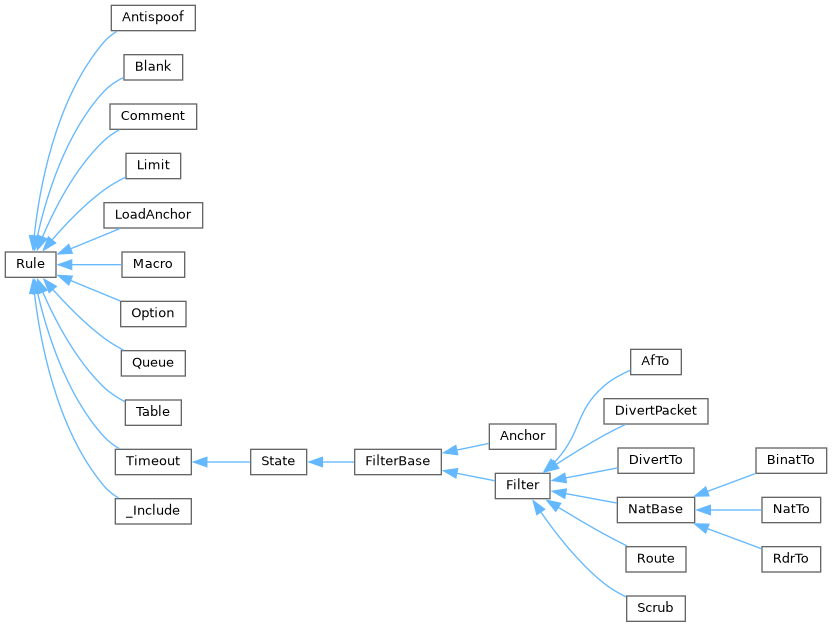 Antispoof
Blank
Comment
Limit
LoadAnchor
Rule
Macro
Option
Queue
Table
Timeout
_Include
State
FilterBase
Anchor
Filter
AfTo
DivertPacket
DivertTo
NatBase
Route
Scrub
BinatTo
NatTo
RdrTo